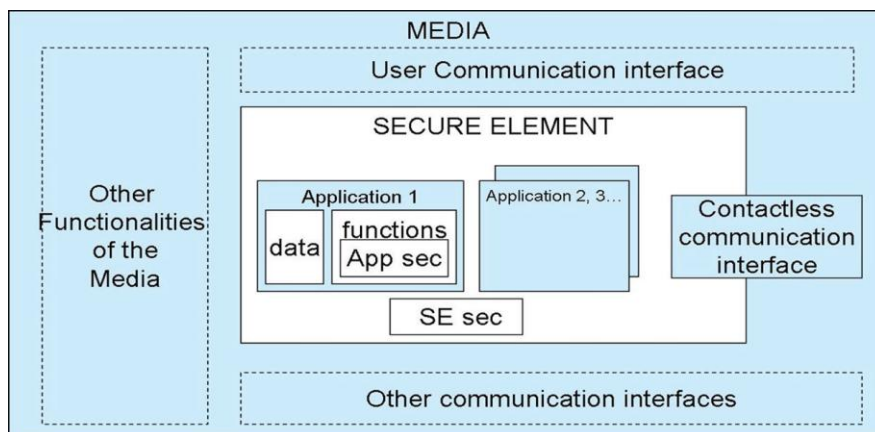 MEDIA
User Communication interface
SECURE ELEMENT
Other
Functionalities
of the
Media
Application 1
data
functions
App sec
Application 2, 3...
Contactless
communication
interface
SE sec
Other communication interfaces